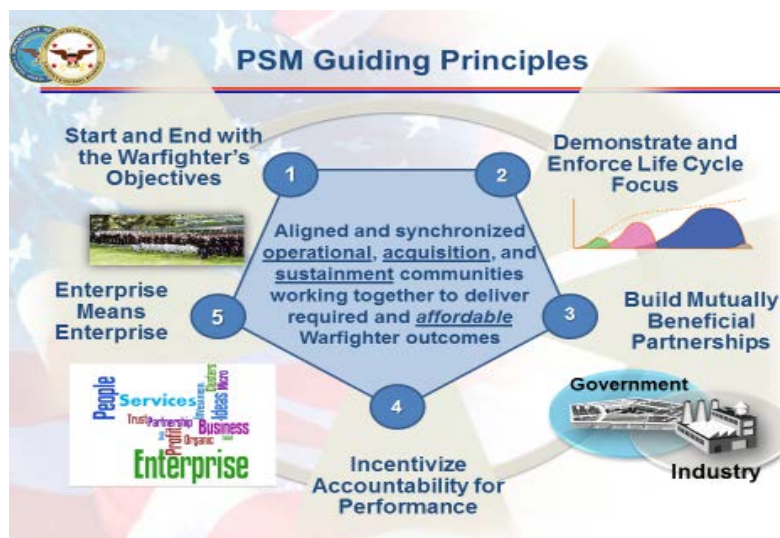 PSM Guiding Principles
Start and End with
the Warfighter's
Objectives
1
2
Demonstrate and
Enforce Life Cycle
Focus
Aligned and synchronized
operational, acquisition, and
sustainment communities
working together to deliver
required and affordable
Warfighter outcomes
Enterprise
Means
Enterprise
5
3
Build Mutually
Beneficial
Partnerships
4
Incentivize
Accountability for
Performance
People
Services
Trust
Partnership
Profit
Organic
Ideas
Micro
Clusters
Business
Enterprise
Government
Industry